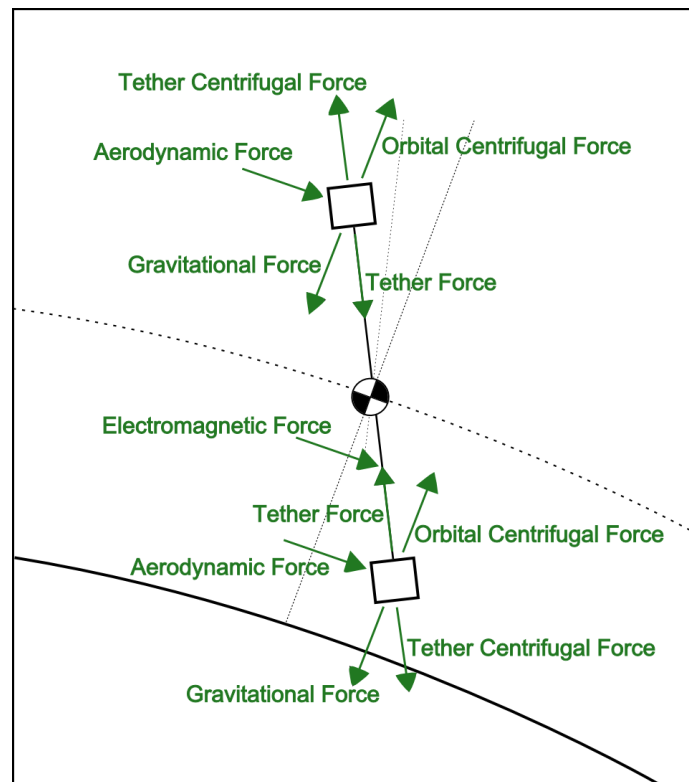 Tether Centrifugal Force
Orbital Centrifugal Force
Aerodynamic Force
Gravitational Force
Tether Force
Electromagnetic Force
Tether Force
Orbital Centrifugal Force
Aerodynamic Force
Tether Centrifugal Force
Gravitational Force